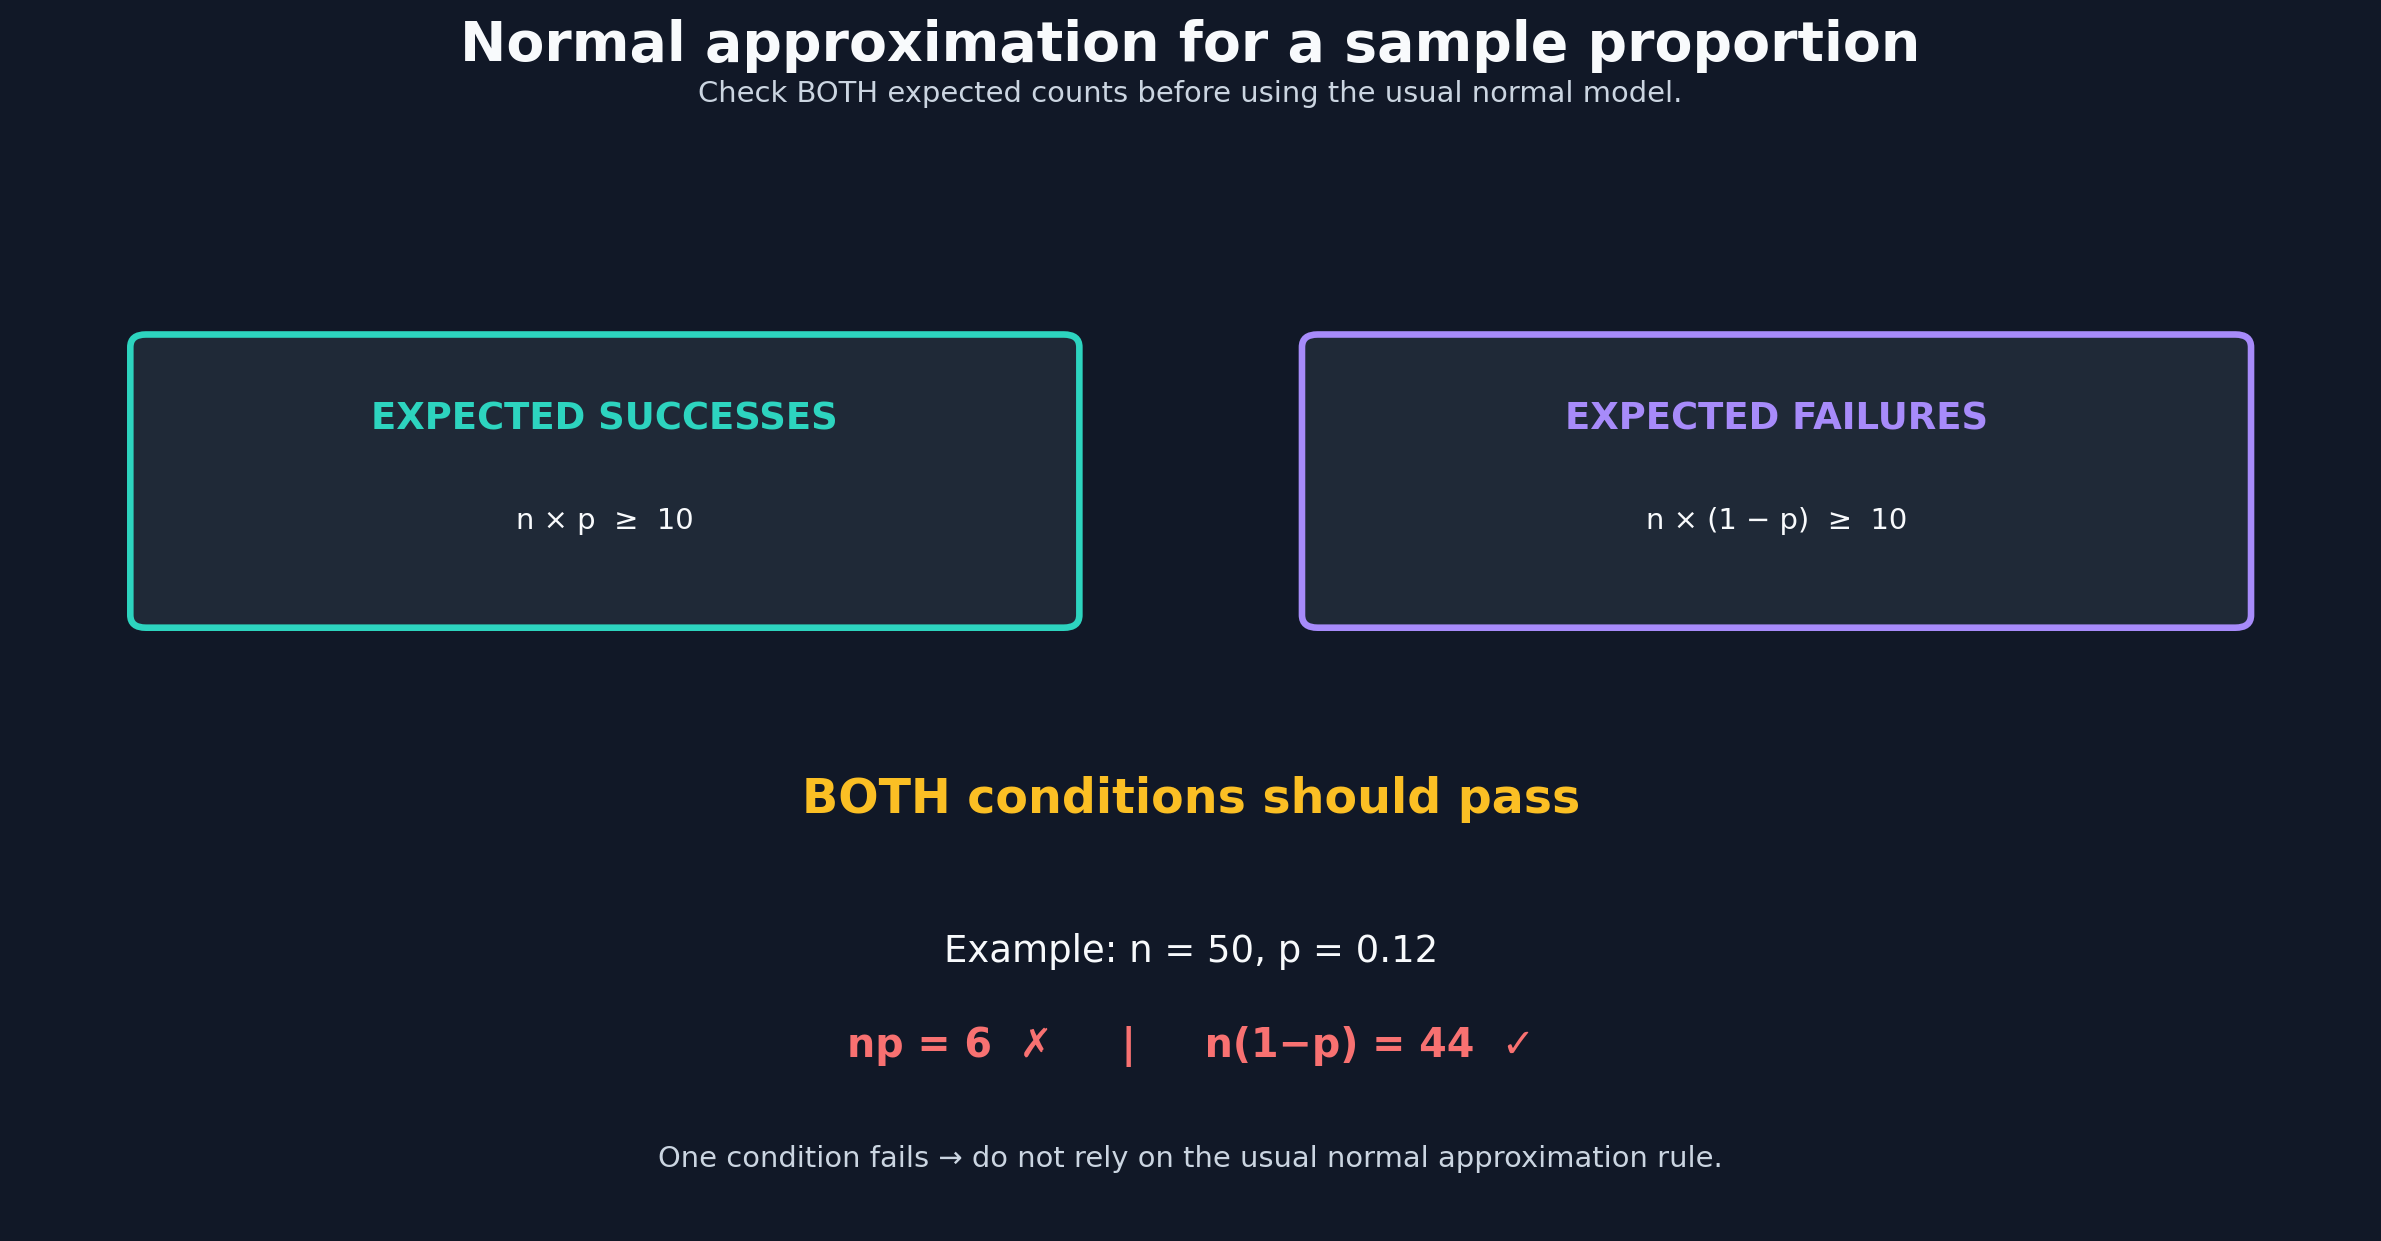 Normal approximation for a sample proportion
Check BOTH expected counts before using the usual normal model.
EXPECTED SUCCESSES
n × p ≥ 10
EXPECTED FAILURES
n × (1 − p) ≥ 10
BOTH conditions should pass
Example: n = 50, p = 0.12
np = 6 ✗ | n(1−p) = 44 ✓
One condition fails → do not rely on the usual normal approximation rule.